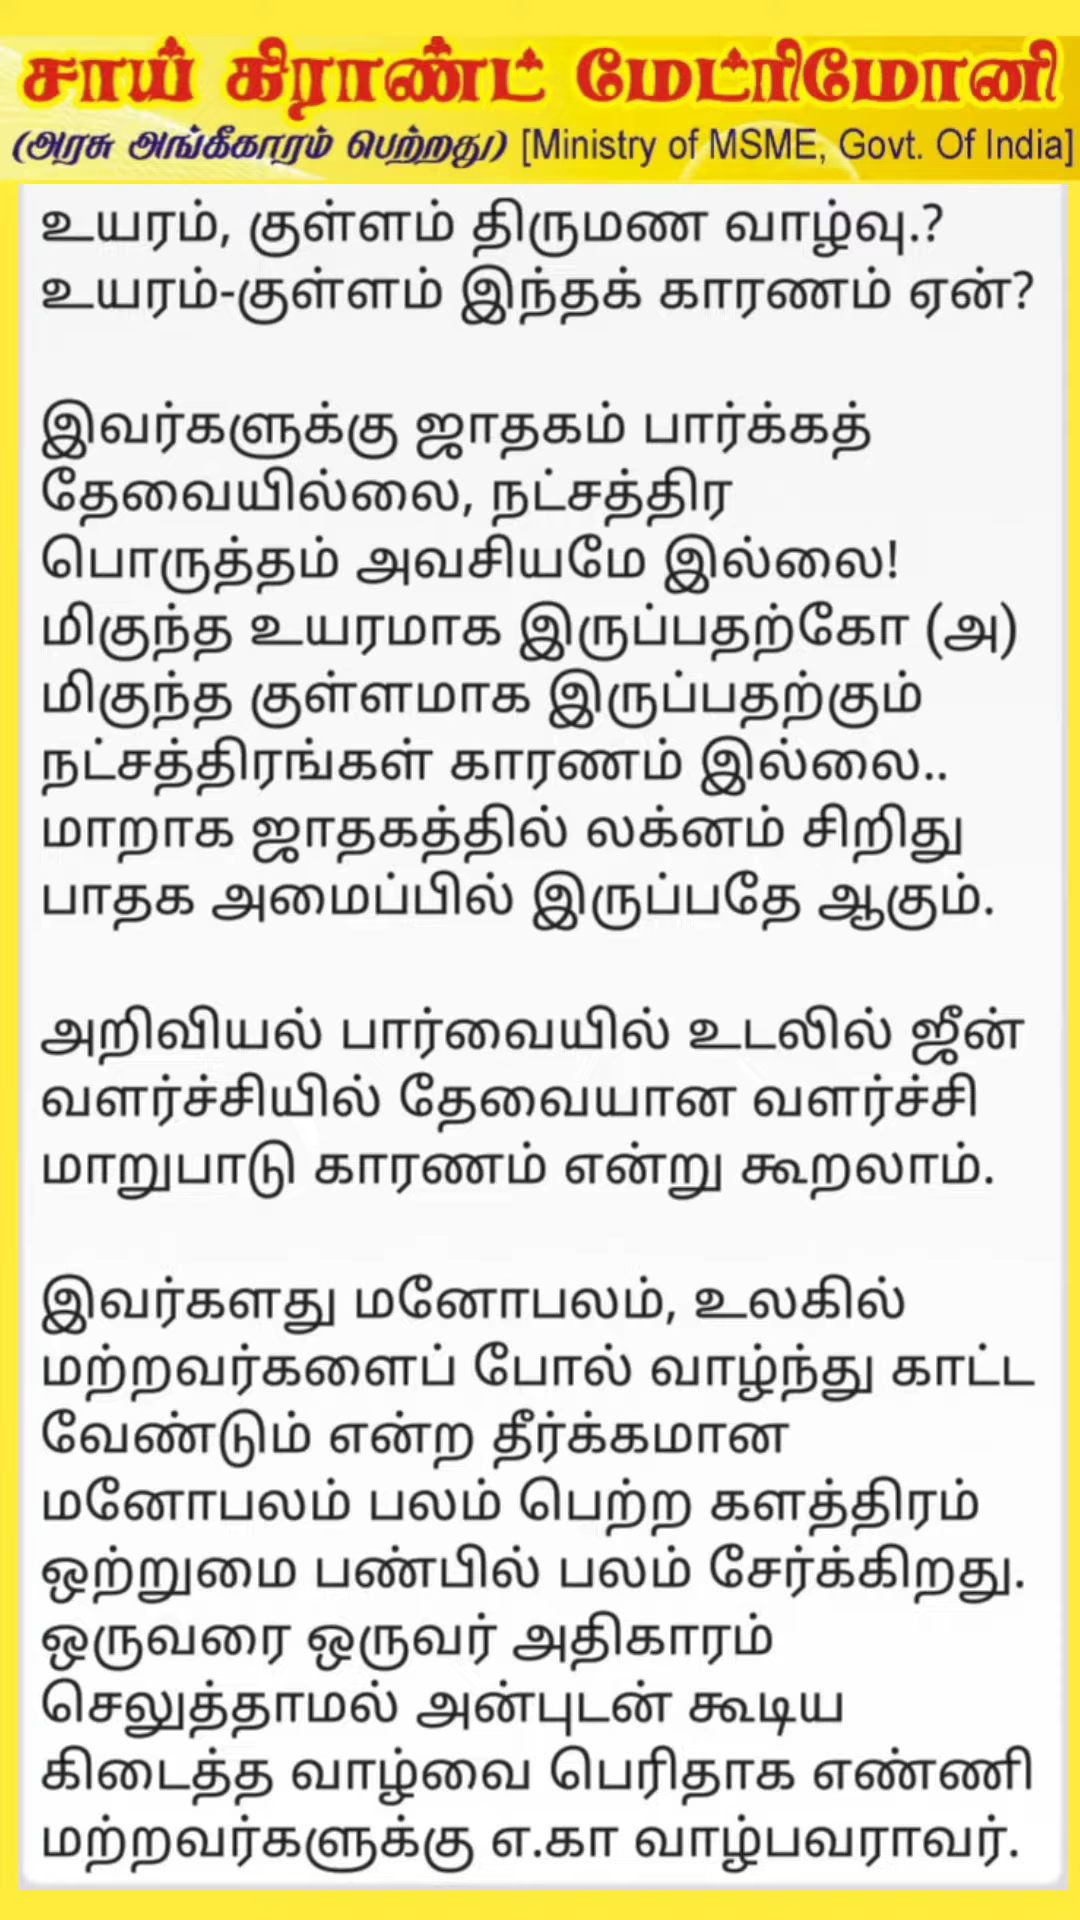 சாய் கிராண்ட் மேட்ரிமோனி
(அரசு அங்கீகாரம் பெற்றது) [Ministry of MSME, Govt. Of India]
உயரம், குள்ளம் திருமண வாழ்வு.?
உயரம்-குள்ளம் இந்தக் காரணம் ஏன்?
இவர்களுக்கு ஜாதகம் பார்க்கத்
தேவையில்லை, நட்சத்திர
பொருத்தம் அவசியமே இல்லை!
மிகுந்த உயரமாக இருப்பதற்கோ (அ)
மிகுந்த குள்ளமாக இருப்பதற்கும்
நட்சத்திரங்கள் காரணம் இல்லை..
மாறாக ஜாதகத்தில் லக்னம் சிறிது
பாதக அமைப்பில் இருப்பதே ஆகும்.
அறிவியல் பார்வையில் உடலில் ஜீன்
வளர்ச்சியில் தேவையான வளர்ச்சி
மாறுபாடு காரணம் என்று கூறலாம்.
இவர்களது மனோபலம், உலகில்
மற்றவர்களைப் போல் வாழ்ந்து காட்ட
வேண்டும் என்ற தீர்க்கமான
மனோபலம் பலம் பெற்ற களத்திரம்
ஒற்றுமை பண்பில் பலம் சேர்க்கிறது.
ஒருவரை ஒருவர் அதிகாரம்
செலுத்தாமல் அன்புடன் கூடிய
கிடைத்த வாழ்வை பெரிதாக எண்ணி
மற்றவர்களுக்கு எ.கா வாழ்பவராவர்.